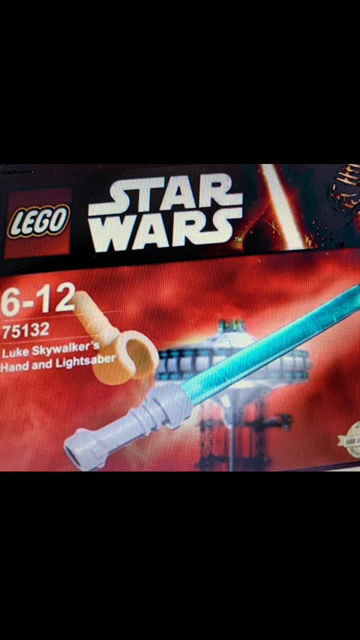 LEGO
STAR
WARS
6-12
75132
Luke Skywalker's
Hand and Lightsaber